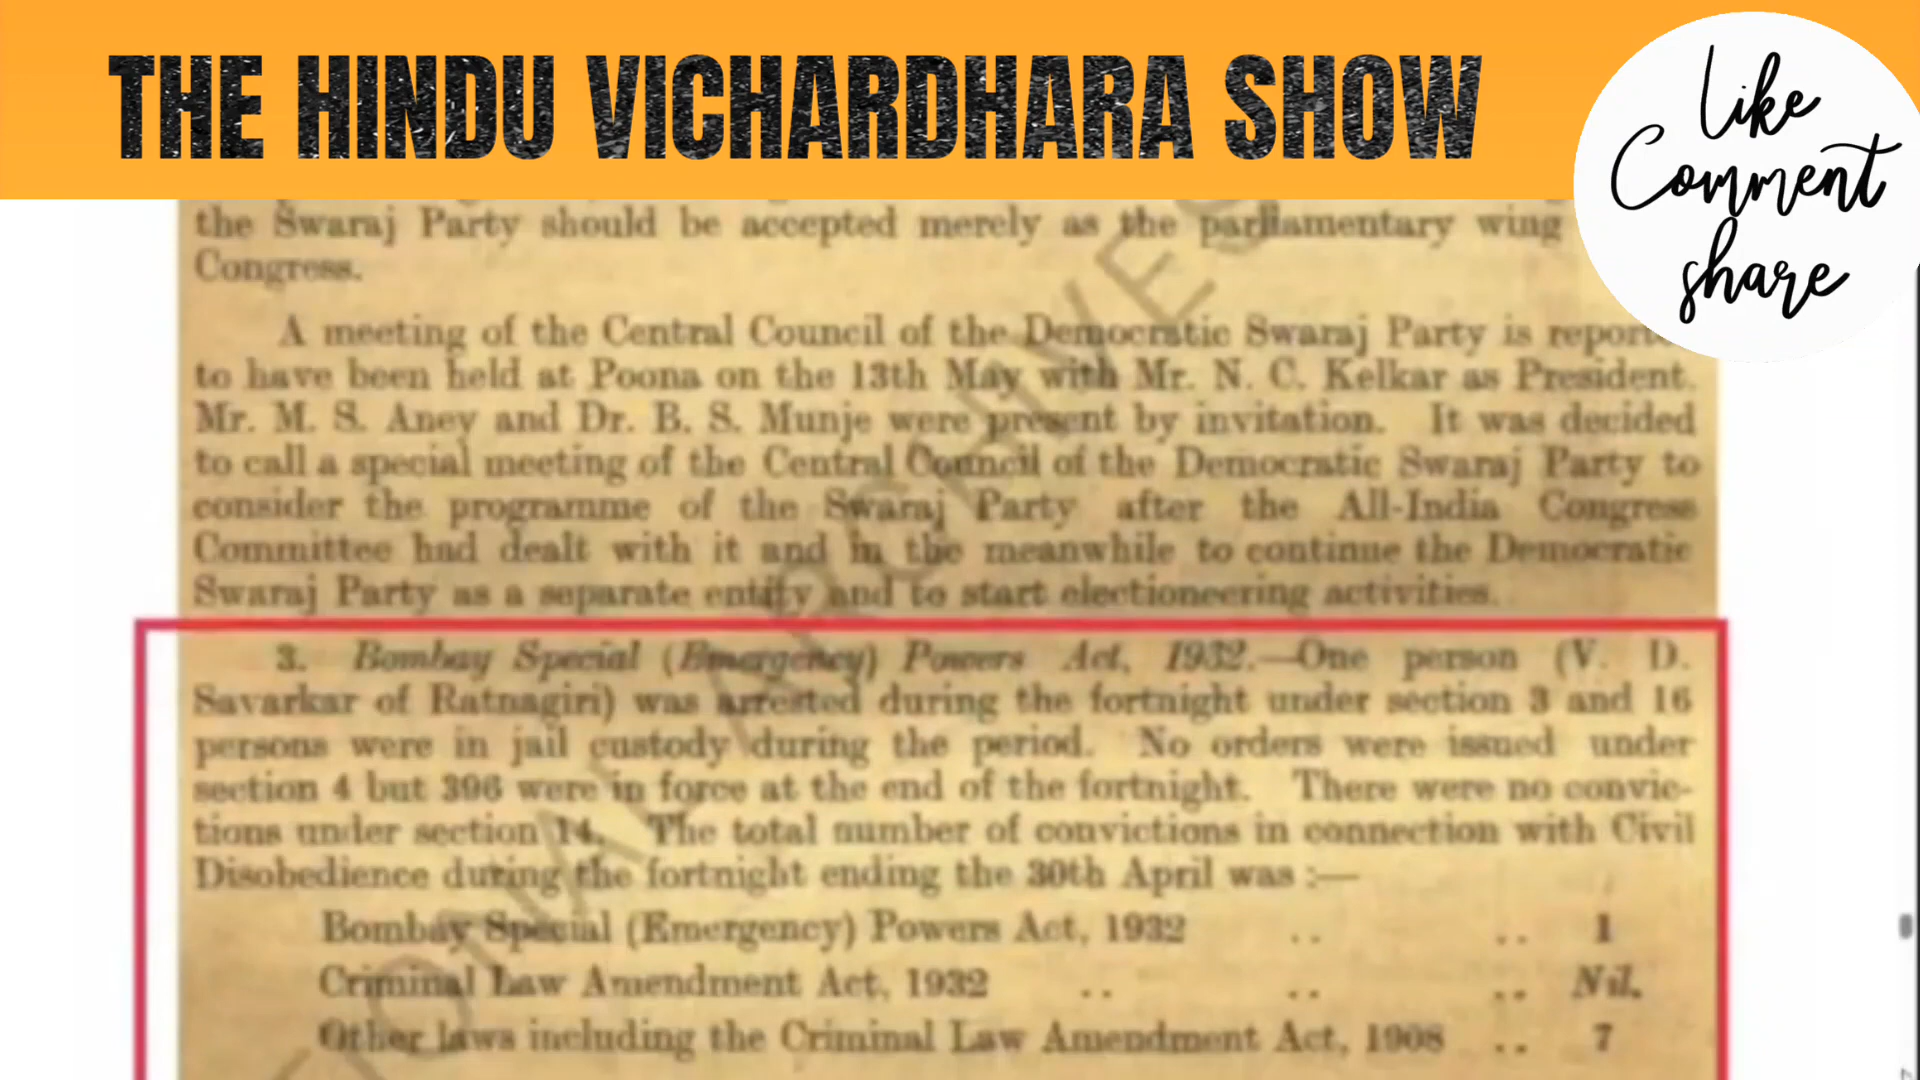 THE HINDU VICHARDHARA SHOW
Like
Comment
share
the Swaraj Party should be accepted merely as the parliamentary wing
Congress.
A meeting of the Central Council of the Democratic Swaraj Party is report
to have been held at Poona on the 13th May with Mr. N. C. Kelkar as President.
Mr. M. S. Aney and Dr. B. S. Munje were present by invitation. It was decided
to call a special meeting of the Central Council of the Democratic Swaraj Party to
consider the programme of the Swaraj Party after the All-India Congress
Committee had dealt with it and in the meanwhile to continue the Democratic
Swaraj Party as a separate entity and to start electioneering activities.
3. Bombay Special (Emergency) Powers Act, 1932.—One person (V. D.
Savarkar of Ratnagiri) was arrested during the fortnight under section 3 and 16
persons were in jail custody during the period. No orders were issued under
section 4 but 396 were in force at the end of the fortnight. There were no convic-
tions under section 14. The total number of convictions in connection with Civil
Disobedience during the fortnight ending the 30th April was :—
Bombay Special (Emergency) Powers Act, 1932 .. .. 1
Criminal Law Amendment Act, 1932 .. .. .. Nil.
Other laws including the Criminal Law Amendment Act, 1908 .. 7